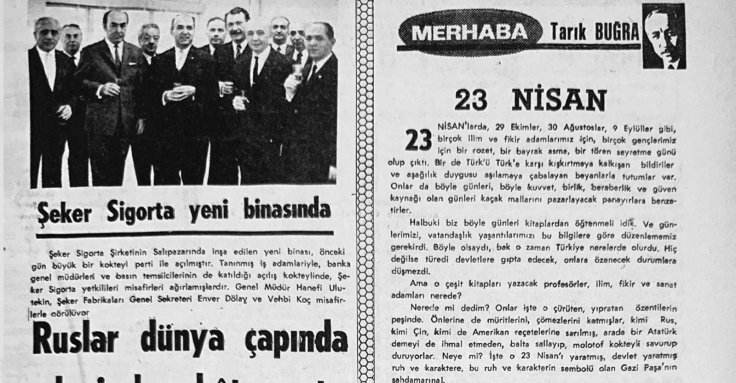 Şeker Sigorta yeni binasında
Şeker Sigorta Şirketinin Salıpazarında inşa edilen yeni binası, önceki
gün büyük bir kokteyl parti ile açılmıştır. Tanınmış iş adamlariyle, banka
genel müdürleri ve basın temsilcilerinin de katıldığı açılış kokteylinde, Şe-
ker Sigorta yetkilileri misafirleri ağırlamışlardır. Genel Müdür Hanefi Ulu-
tekin, Şeker Fabrikaları Genel Sekreteri Enver Dölay ve Vehbi Koç misafir-
lerle görülüyor
Ruslar dünya çapında
MERHABA Tarık BUĞRA
23 NİSAN
23 NİSAN'larda, 29 Ekimler, 30 Ağustoslar, 9 Eylüller gibi,
birçok ilim ve fikir adamlarımız için, birçok gençlerimiz
için bir rozet, bir bayrak asma, bir tören seyretme günü
olup çıktı. Bir de Türk'ü Türk'e karşı kışkırtmaya kalkışan bildiriler
ve aşağılık duygusu aşılamaya çabalayan beyanlarla tutumlar var.
Onlar da böyle günleri, böyle kuvvet, birlik, beraberlik ve güven
kaynağı olan günleri kaçak mallarını pazarlayacak panayırlara benze-
tirler.
Halbuki biz böyle günleri kitaplardan öğrenmeli idik. Ve gün-
lerimizi, vatandaşlık yaşantılarımızı bu bilgilere göre düzenlememiz
gerekirdi. Böyle olsaydı, bak o zaman Türkiye nerelerde olurdu. Hiç
değilse türedi devletlere gıpta edecek, onlara özenecek durumlara
düşmezdi.
Ama o çeşit kitapları yazacak profesörler, ilim, fikir ve sanat
adamları nerede?
Nerede mi dedim? Onlar işte o çürüten, yıpratan özentilerin
peşinde. Önlerine de müritlerini, çömezlerini katmışlar, kimi Rus,
kimi Çin, kimi de Amerikan reçetelerine sarılmış, arada bir Atatürk
demeyi de ihmal etmeden, balta sallayıp, molotof kokteyli savurup
duruyorlar. Neye mi? İşte o 23 Nisan'ı yaratmış, devlet yaratmış
ruh ve karaktere, bu ruh ve karakterin sembolü olan Gazi Paşa'nın
şahdamarına!